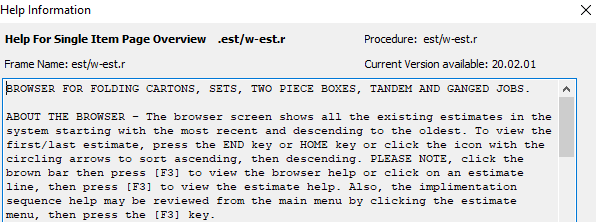 Help Information
Help For Single Item Page Overview .est/w-est.r Procedure: est/w-est.r
Frame Name: est/w-est.r Current Version available: 20.02.01
BROWSER FOR FOLDING CARTONS, SETS, TWO PIECE BOXES, TANDEM AND GANGED JOBS.
ABOUT THE BROWSER - The browser screen shows all the existing estimates in the
system starting with the most recent and descending to the oldest. To view the
first/last estimate, press the END key or HOME key or click the icon with the
circling arrows to sort ascending, then descending. PLEASE NOTE, click the
brown bar then press [F3] to view the browser help or click on an estimate
line, then press [F3] to view the estimate help. Also, the implimentation
sequence help may be reviewed from the main menu by clicking the estimate
menu, then press the [F3] key.